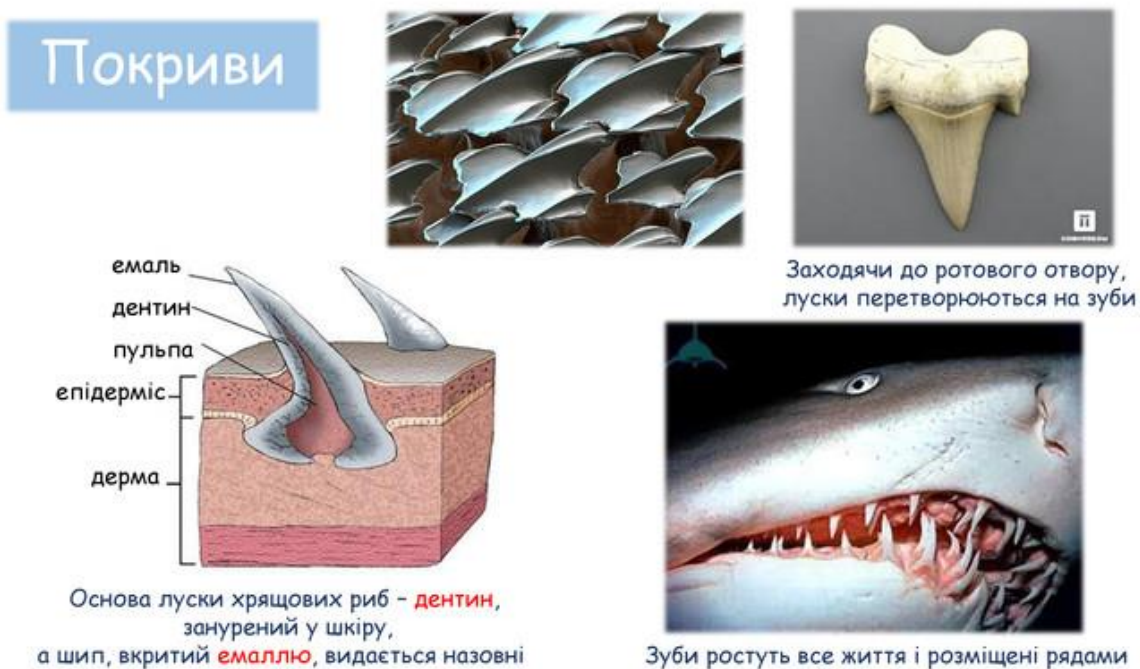 Покриви
Заходячи до ротового отвору,
луски перетворюються на зуби
емаль
дентин
пульпа
епідерміс
дерма
Основа луски хрящових риб – дентин,
занурений у шкіру,
а шип, вкритий емаллю, видається назовні
Зуби ростуть все життя і розміщені рядами